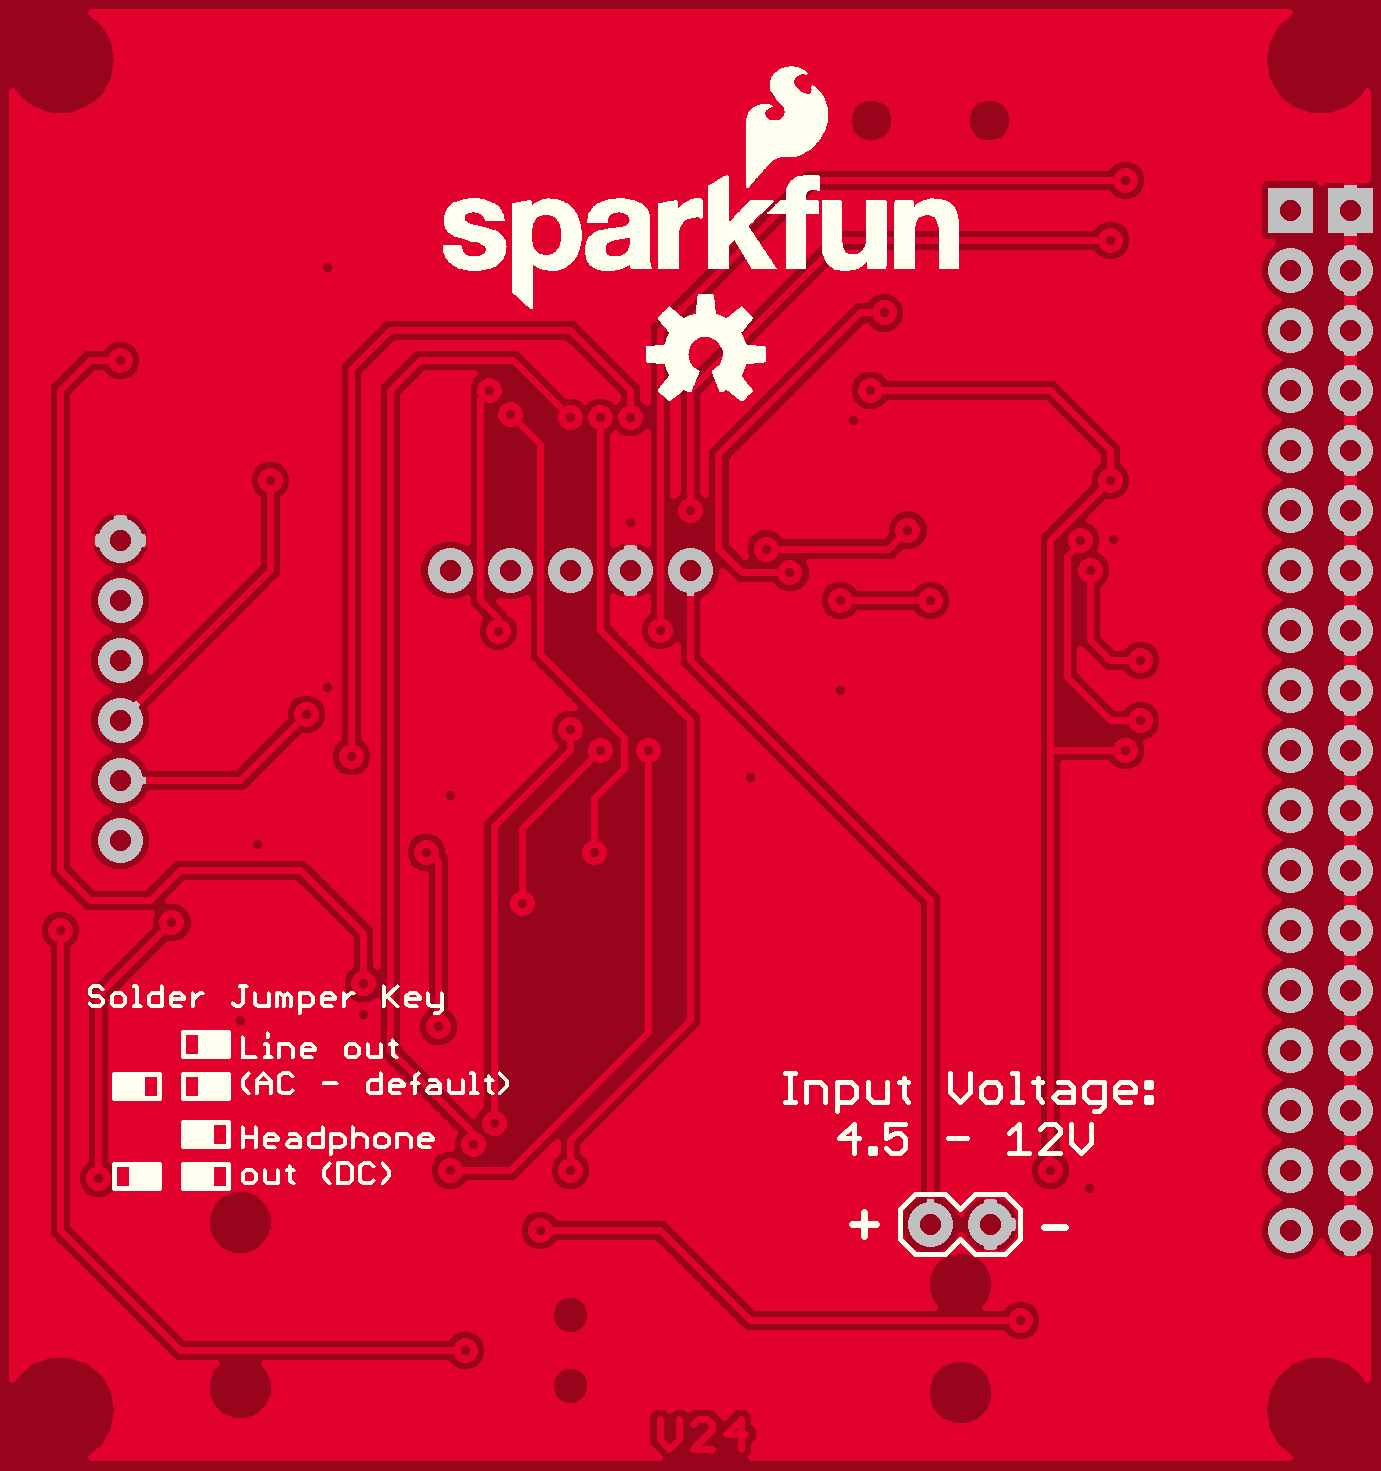 sparkfun
Solder Jumper Key
Line out
(AC - default)
Headphone
out (DC)
Input Voltage:
4.5 - 12V
+ -
V24